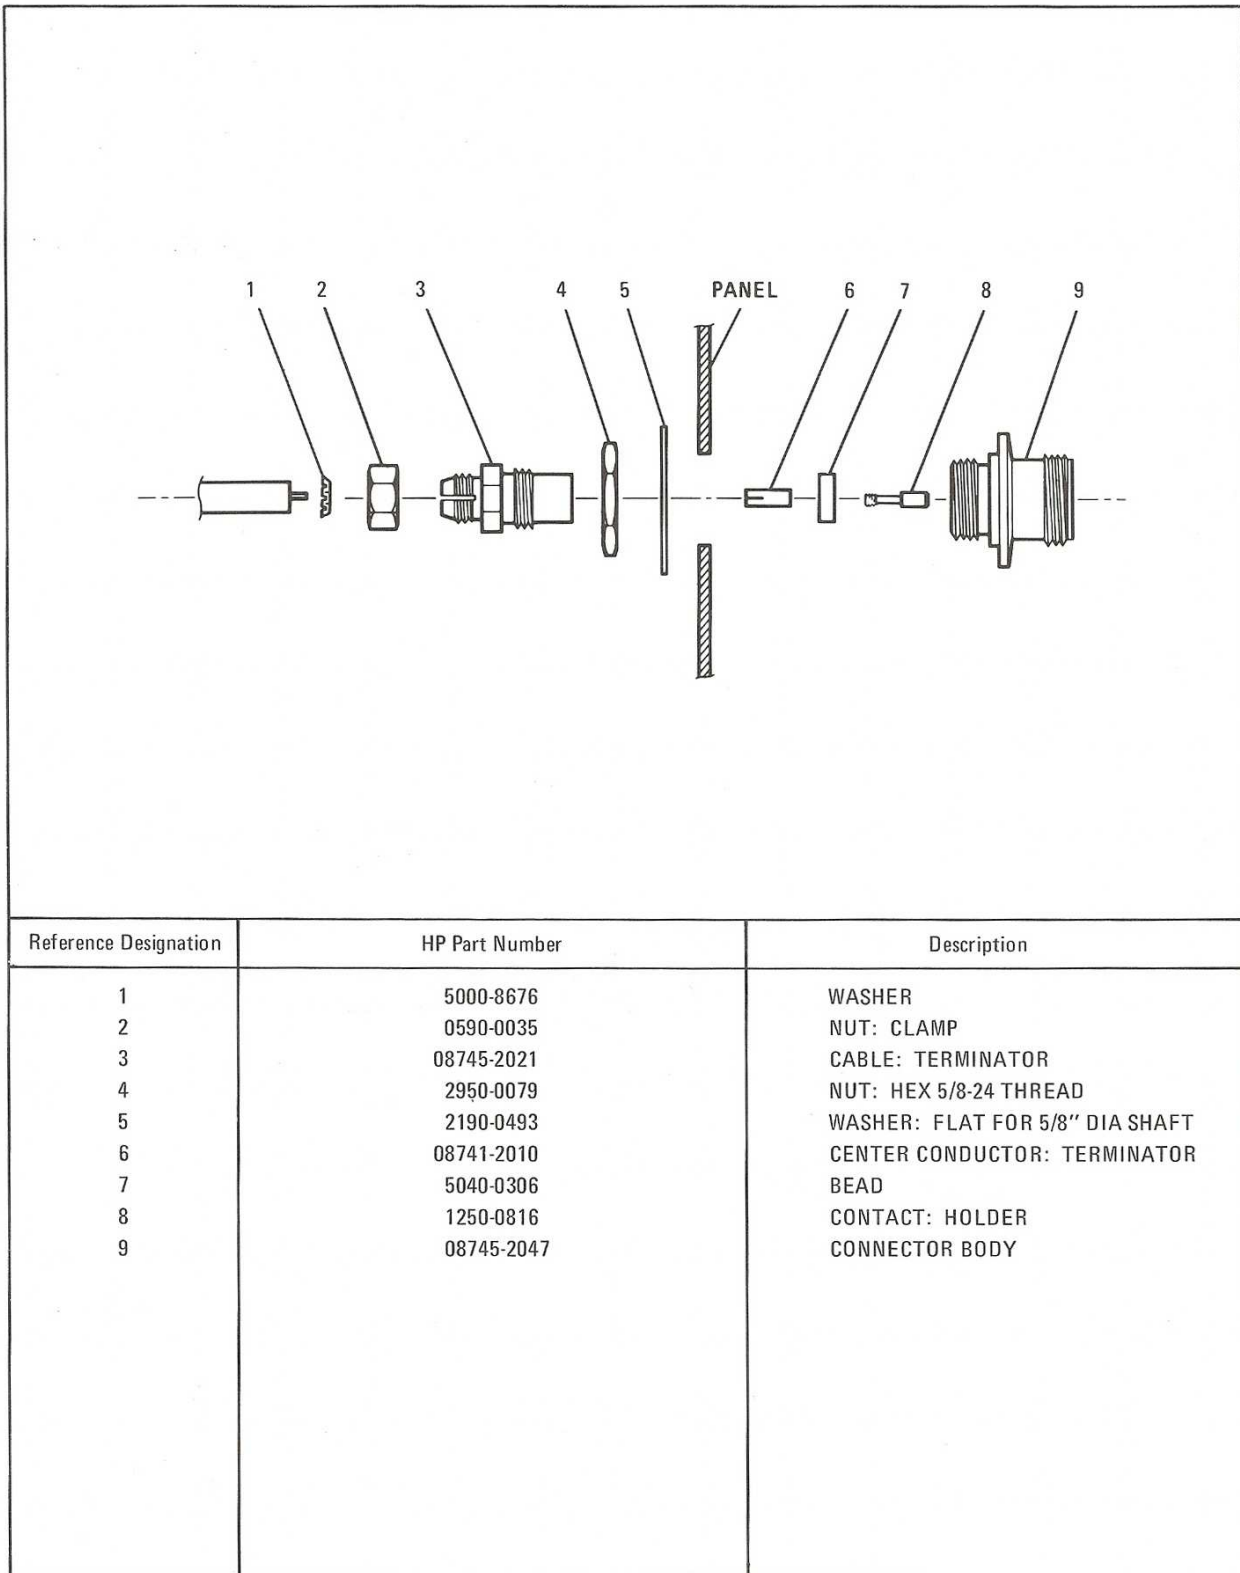 1 2 3 4 5 PANEL 6 7 8 9
Reference Designation HP Part Number Description
1 5000-8676 WASHER
2 0590-0035 NUT: CLAMP
3 08745-2021 CABLE: TERMINATOR
4 2950-0079 NUT: HEX 5/8-24 THREAD
5 2190-0493 WASHER: FLAT FOR 5/8" DIA SHAFT
6 08741-2010 CENTER CONDUCTOR: TERMINATOR
7 5040-0306 BEAD
8 1250-0816 CONTACT: HOLDER
9 08745-2047 CONNECTOR BODY